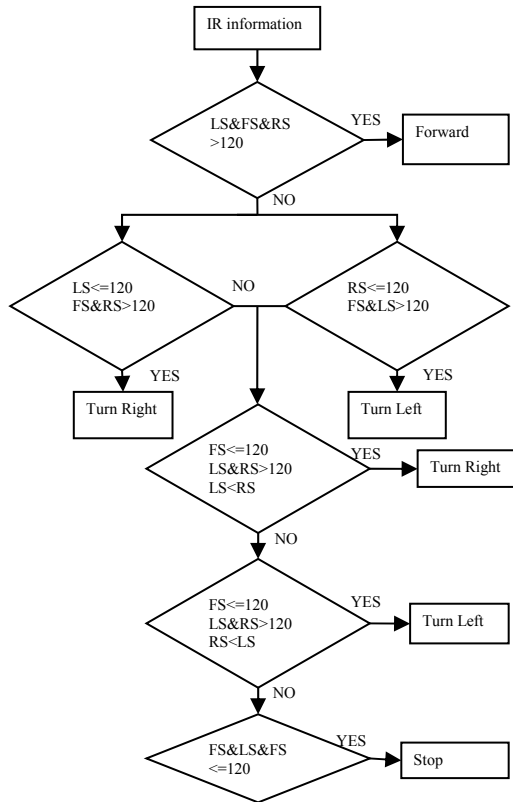 IR information
LS&FS&RS
>120
YES
Forward
NO
LS<=120
FS&RS>120
NO
RS<=120
FS&LS>120
YES
Turn Right
YES
Turn Left
FS<=120
LS&RS>120
LS<RS
YES
Turn Right
NO
FS<=120
LS&RS>120
RS<LS
YES
Turn Left
NO
FS&LS&FS
<=120
YES
Stop